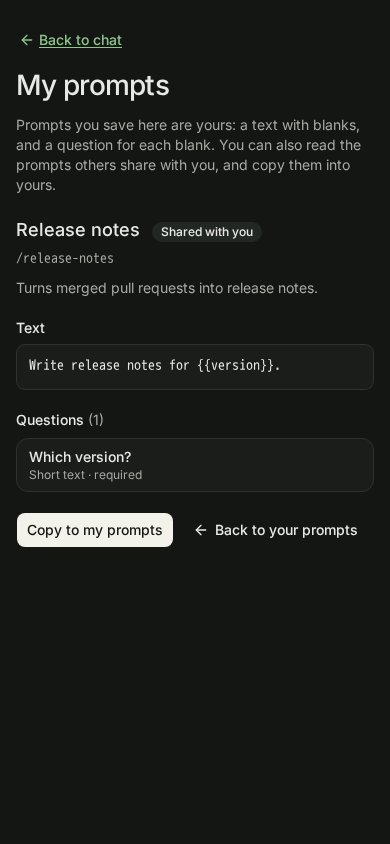 ← Back to chat
My prompts
Prompts you save here are yours: a text with blanks,
and a question for each blank. You can also read the
prompts others share with you, and copy them into
yours.
Release notes Shared with you
/release-notes
Turns merged pull requests into release notes.
Text
Write release notes for {{version}}.
Questions (1)
Which version?
Short text · required
Copy to my prompts ← Back to your prompts